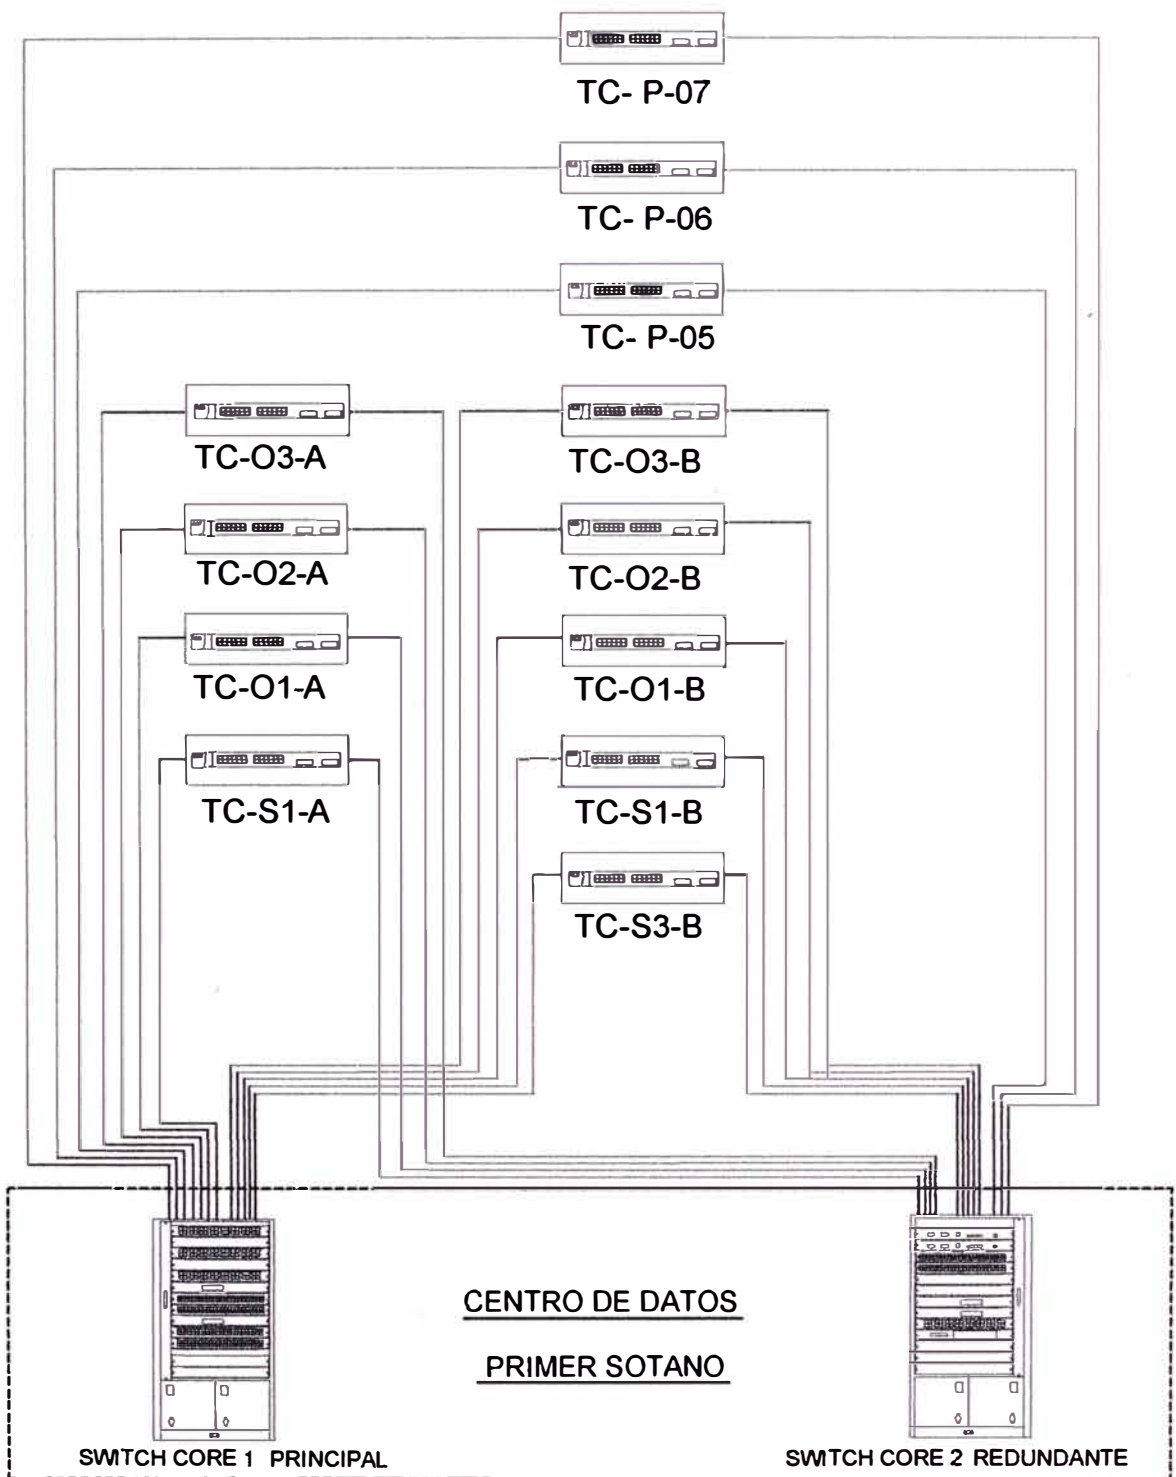 TC- P-07
TC- P-06
TC- P-05
TC-O3-A
TC-O3-B
TC-O2-A
TC-O2-B
TC-O1-A
TC-O1-B
TC-S1-A
TC-S1-B
TC-S3-B
CENTRO DE DATOS
PRIMER SOTANO
SWITCH CORE 1 PRINCIPAL
SWITCH CORE 2 REDUNDANTE